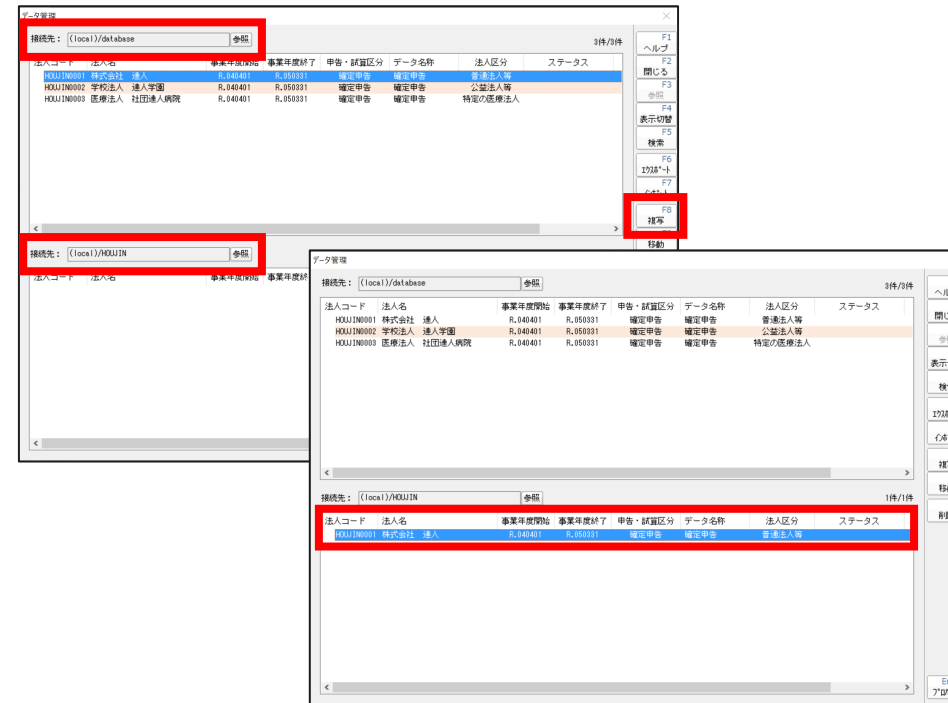 データ管理
接続先： (local)/database 参照
3件/3件
法人コード 法人名 事業年度開始 事業年度終了 申告・試算区分 データ名称 法人区分 ステータス
HOUJIN0001 株式会社 達人 R.040401 R.050331 確定申告 確定申告 普通法人等
HOUJIN0002 学校法人 達人学園 R.040401 R.050331 確定申告 確定申告 公益法人等
HOUJIN0003 医療法人 社団達人病院 R.040401 R.050331 確定申告 確定申告 特定の医療法人
F1
ヘルプ
F2
閉じる
F3
参照
F4
表示切替
F5
検索
F6
ｴｸｽﾎﾟｰﾄ
F7
F8
複写
移動
接続先： (local)/HOUJIN 参照
法人コード 法人名 事業年度開始 事業年度終
データ管理
接続先： (local)/database 参照
3件/3件
法人コード 法人名 事業年度開始 事業年度終了 申告・試算区分 データ名称 法人区分 ステータス
HOUJIN0001 株式会社 達人 R.040401 R.050331 確定申告 確定申告 普通法人等
HOUJIN0002 学校法人 達人学園 R.040401 R.050331 確定申告 確定申告 公益法人等
HOUJIN0003 医療法人 社団達人病院 R.040401 R.050331 確定申告 確定申告 特定の医療法人
接続先： (local)/HOUJIN 参照
1件/1件
法人コード 法人名 事業年度開始 事業年度終了 申告・試算区分 データ名称 法人区分 ステータス
HOUJIN0001 株式会社 達人 R.040401 R.050331 確定申告 確定申告 普通法人等